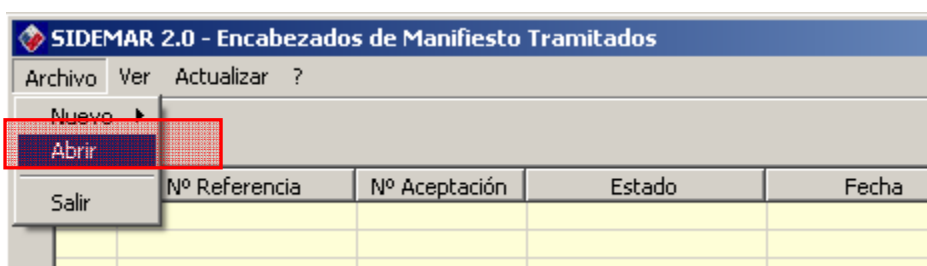 SIDEMAR 2.0 - Encabezados de Manifiesto Tramitados
Archivo Ver Actualizar ?
Nuevo
Abrir
Salir
Nº Referencia Nº Aceptación Estado Fecha